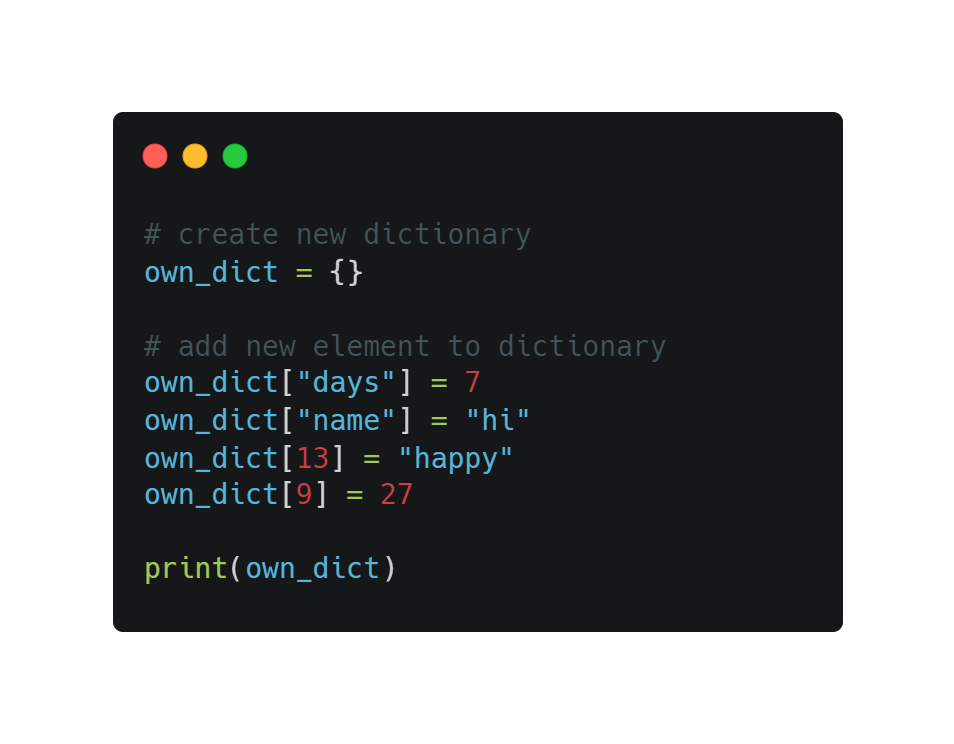 # create new dictionary
own_dict = {}
# add new element to dictionary
own_dict["days"] = 7
own_dict["name"] = "hi"
own_dict[13] = "happy"
own_dict[9] = 27
print(own_dict)